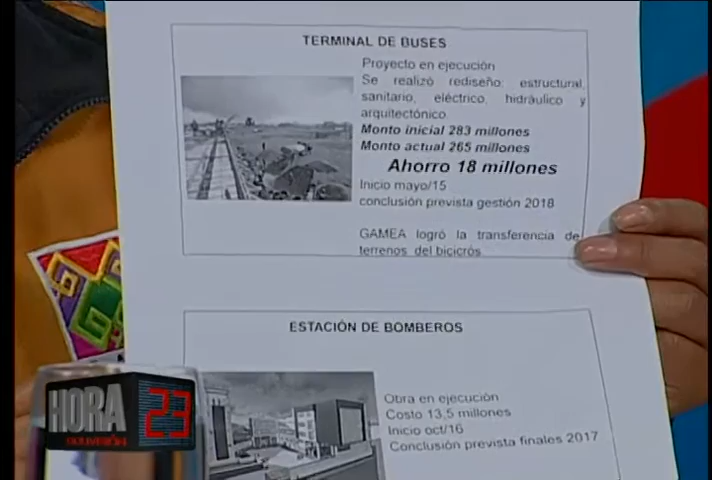 TERMINAL DE BUSES
Proyecto en ejecución
Se realizó rediseño: estructural,
sanitario, eléctrico, hidráulico y
arquitectónico.
Monto inicial 283 millones
Monto actual 265 millones
Ahorro 18 millones
Inicio mayo/15
conclusión prevista gestión 2018
GAMEA logró la transferencia de
terrenos del bicicrós
ESTACIÓN DE BOMBEROS
Obra en ejecución
Costo 13,5 millones
Inicio oct/16
Conclusión prevista finales 2017
HORA 23
NOTIVISIÓN